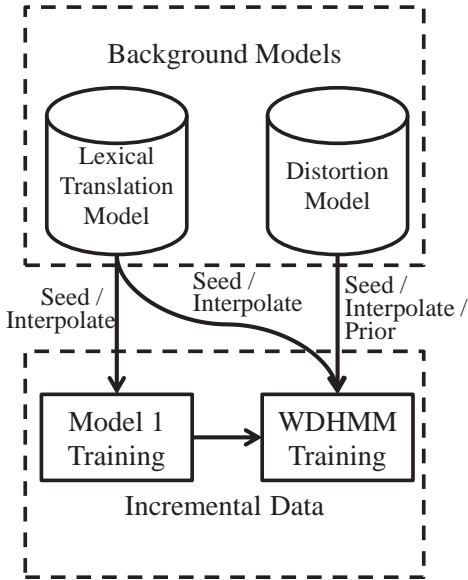 Background Models
Lexical
Translation
Model
Distortion
Model
Seed /
Interpolate
Seed /
Interpolate
Seed /
Interpolate /
Prior
Model 1
Training
WDHMM
Training
Incremental Data